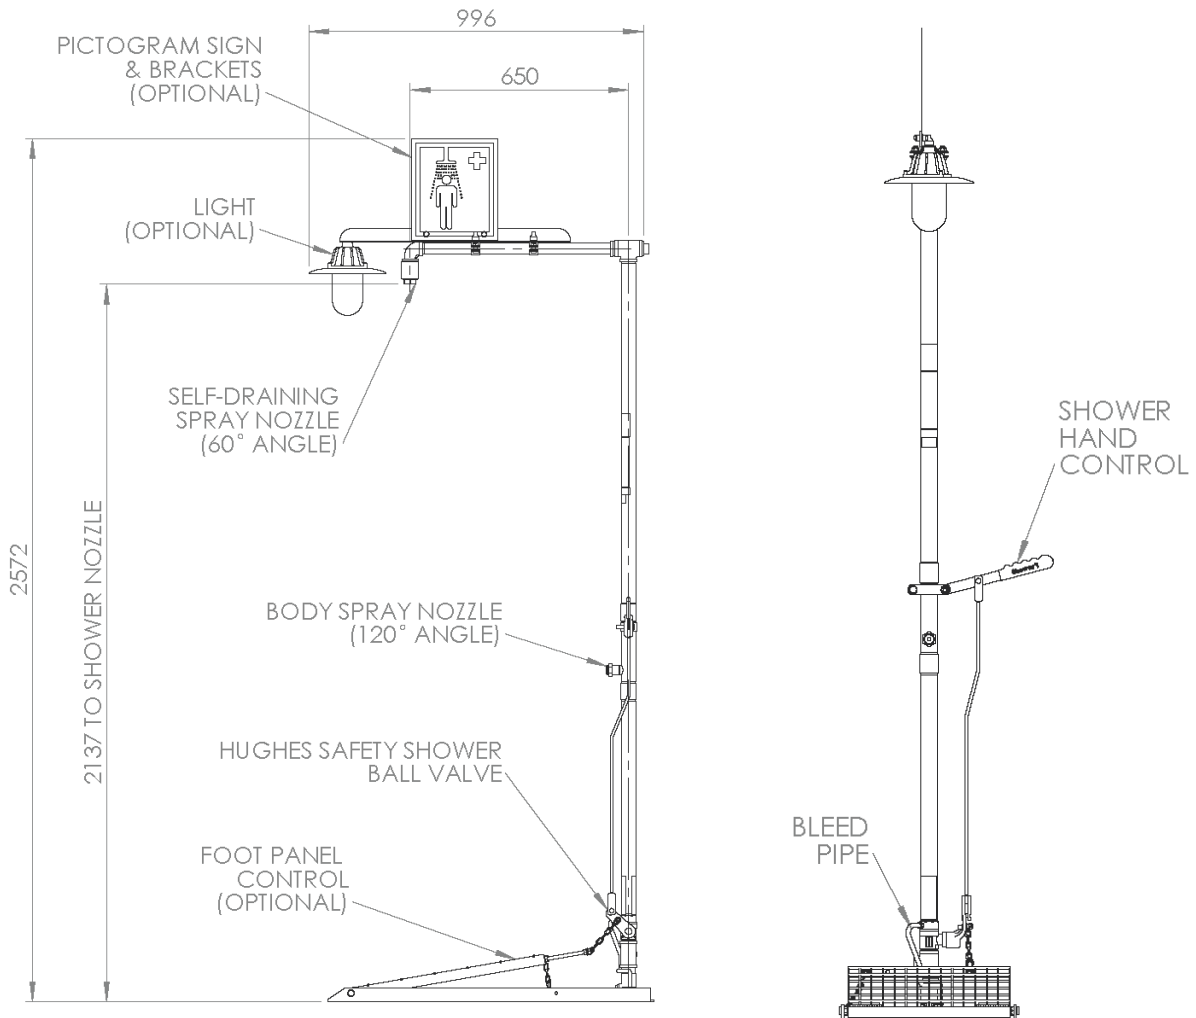 996
PICTOGRAM SIGN
& BRACKETS
(OPTIONAL)
650
LIGHT
(OPTIONAL)
SELF-DRAINING
SPRAY NOZZLE
(60° ANGLE)
2572
2137 TO SHOWER NOZZLE
BODY SPRAY NOZZLE
(120° ANGLE)
HUGHES SAFETY SHOWER
BALL VALVE
FOOT PANEL
CONTROL
(OPTIONAL)
SHOWER
HAND
CONTROL
BLEED
PIPE